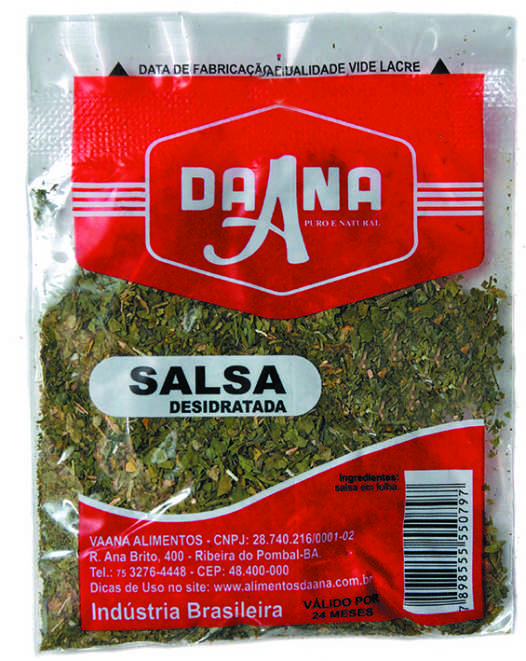 DATA DE FABRICAÇÃO E QUALIDADE VIDE LACRE
DAANA
PURO E NATURAL
SALSA
DESIDRATADA
Ingredientes:
salsa em folha.
VAANA ALIMENTOS - CNPJ: 28.740.216/0001-02
R. Ana Brito, 400 - Ribeira do Pombal-BA.
Tel.: 75 3276-4448 - CEP: 48.400-000
Dicas de Uso no site: www.alimentosdaana.com.br
Indústria Brasileira
VÁLIDO POR
24 MESES
7898555550797